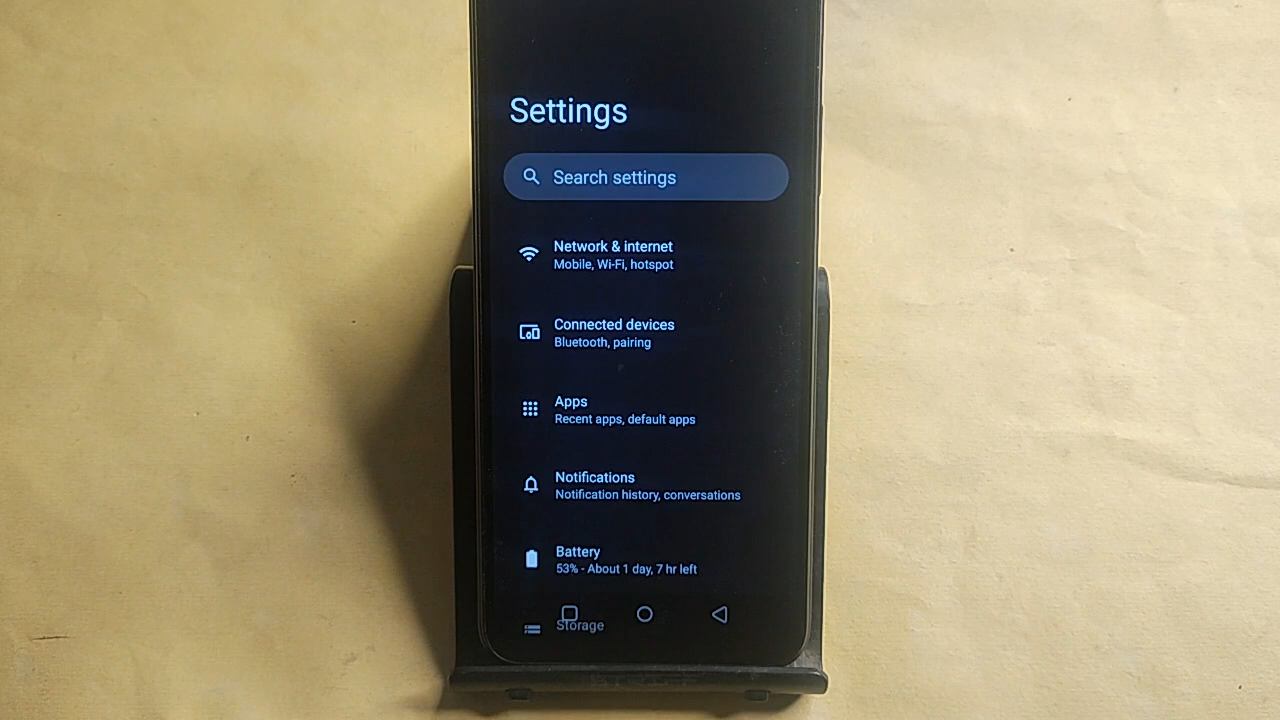 Settings
Search settings
Network & internet
Mobile, Wi-Fi, hotspot
Connected devices
Bluetooth, pairing
Apps
Recent apps, default apps
Notifications
Notification history, conversations
Battery
53% - About 1 day, 7 hr left
Storage